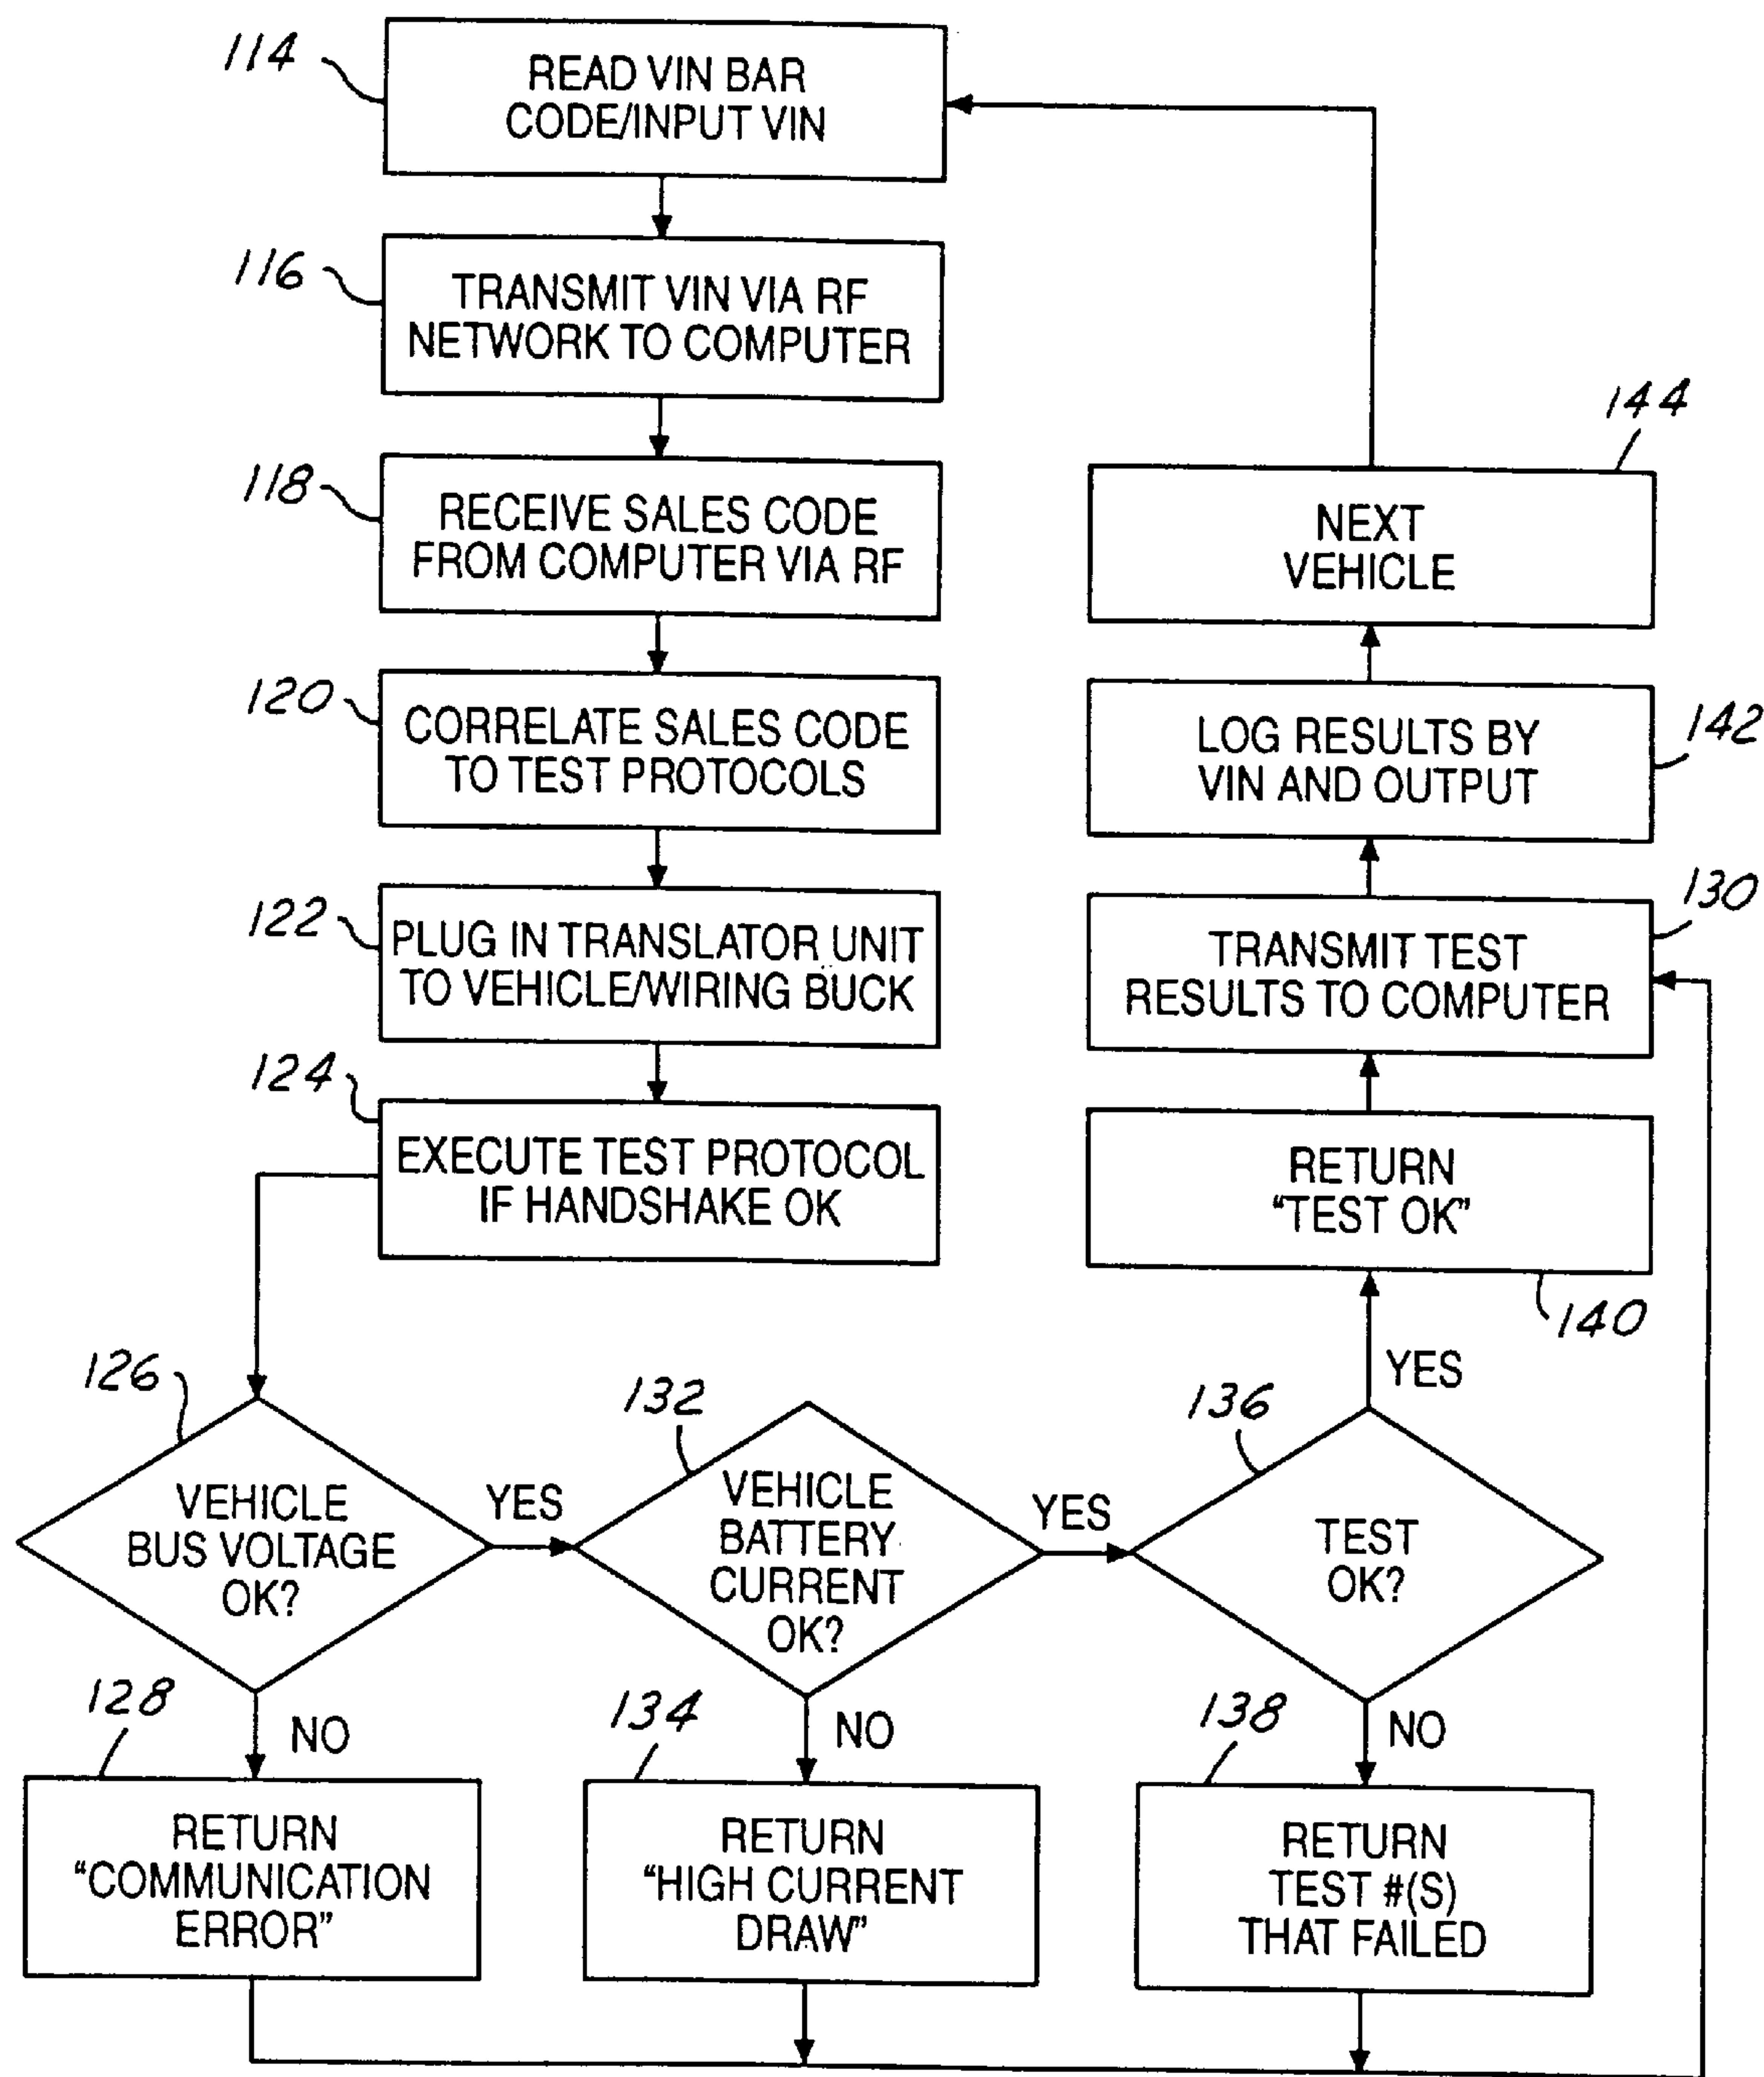 114
READ VIN BAR
CODE/INPUT VIN
116
TRANSMIT VIN VIA RF
NETWORK TO COMPUTER
118
RECEIVE SALES CODE
FROM COMPUTER VIA RF
120
CORRELATE SALES CODE
TO TEST PROTOCOLS
122
PLUG IN TRANSLATOR UNIT
TO VEHICLE/WIRING BUCK
124
EXECUTE TEST PROTOCOL
IF HANDSHAKE OK
126
VEHICLE
BUS VOLTAGE
OK?
YES
NO
128
RETURN
“COMMUNICATION
ERROR”
132
VEHICLE
BATTERY
CURRENT
OK?
YES
NO
134
RETURN
“HIGH CURRENT
DRAW”
136
TEST
OK?
YES
NO
138
RETURN
TEST #(S)
THAT FAILED
140
RETURN
“TEST OK”
130
TRANSMIT TEST
RESULTS TO COMPUTER
142
LOG RESULTS BY
VIN AND OUTPUT
144
NEXT
VEHICLE